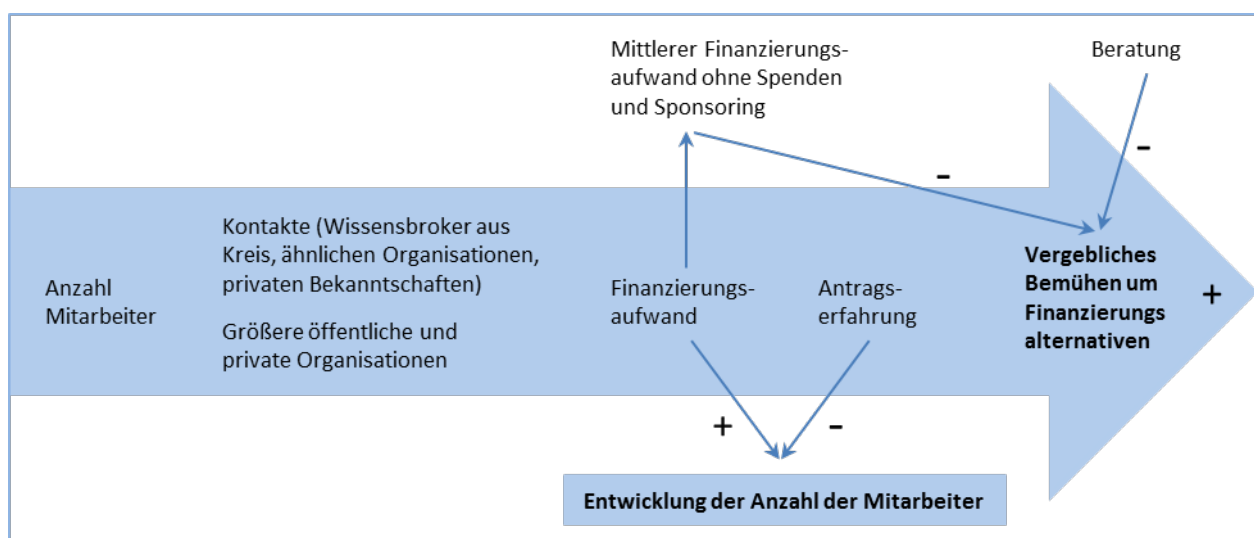 Mittlerer Finanzierungs-
aufwand ohne Spenden
und Sponsoring
Beratung
-
-
Anzahl
Mitarbeiter
Kontakte (Wissensbroker aus
Kreis, ähnlichen Organisationen,
privaten Bekanntschaften)
Größere öffentliche und
private Organisationen
Finanzierungs-
aufwand
Antrags-
erfahrung
Vergebliches
Bemühen um
Finanzierungs
alternativen
+
+
-
Entwicklung der Anzahl der Mitarbeiter